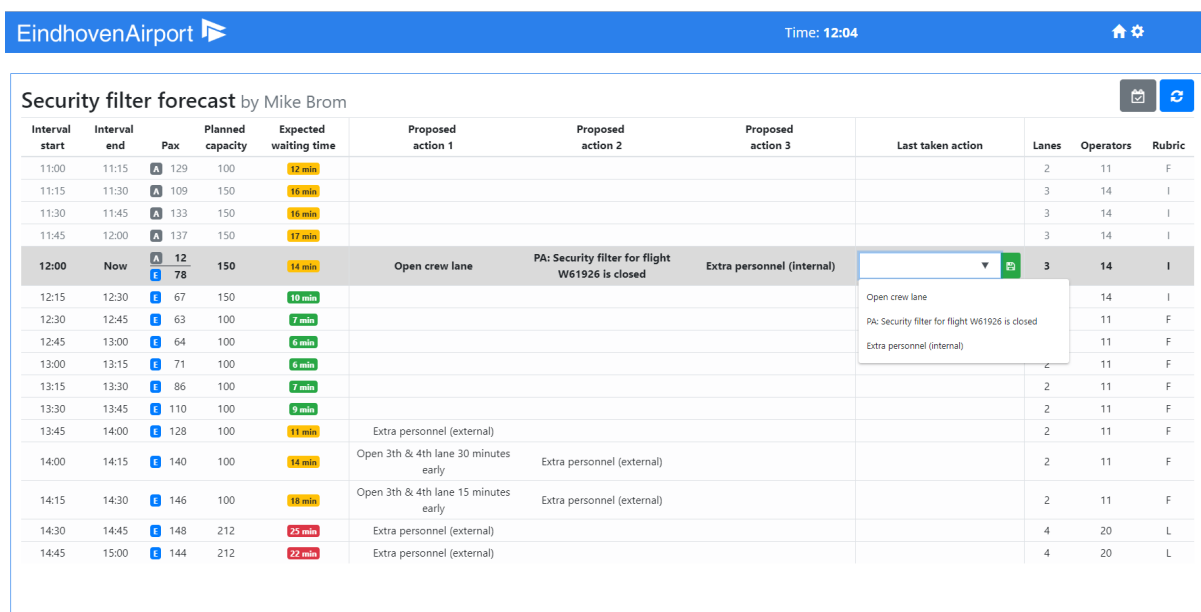 EindhovenAirport
Time: 12:04
Security filter forecast by Mike Brom
Interval start Interval end Pax Planned capacity Expected waiting time Proposed action 1 Proposed action 2 Proposed action 3 Last taken action Lanes Operators Rubric
11:00 11:15 A 129 100 12 min 2 11 F
11:15 11:30 A 109 150 16 min 3 14 I
11:30 11:45 A 133 150 16 min 3 14 I
11:45 12:00 A 137 150 17 min 3 14 I
12:00 Now A 12 E 78 150 14 min Open crew lane PA: Security filter for flight W61926 is closed Extra personnel (internal) 3 14 I
12:15 12:30 E 67 150 10 min 14 I
12:30 12:45 E 63 100 7 min 11 F
12:45 13:00 E 64 100 6 min 11 F
13:00 13:15 E 71 100 6 min 2 11 F
13:15 13:30 E 86 100 7 min 2 11 F
13:30 13:45 E 110 100 9 min 2 11 F
13:45 14:00 E 128 100 11 min Extra personnel (external) 2 11 F
14:00 14:15 E 140 100 14 min Open 3th & 4th lane 30 minutes early Extra personnel (external) 2 11 F
14:15 14:30 E 146 100 18 min Open 3th & 4th lane 15 minutes early Extra personnel (external) 2 11 F
14:30 14:45 E 148 212 25 min Extra personnel (external) 4 20 L
14:45 15:00 E 144 212 22 min Extra personnel (external) 4 20 L
Open crew lane
PA: Security filter for flight W61926 is closed
Extra personnel (internal)